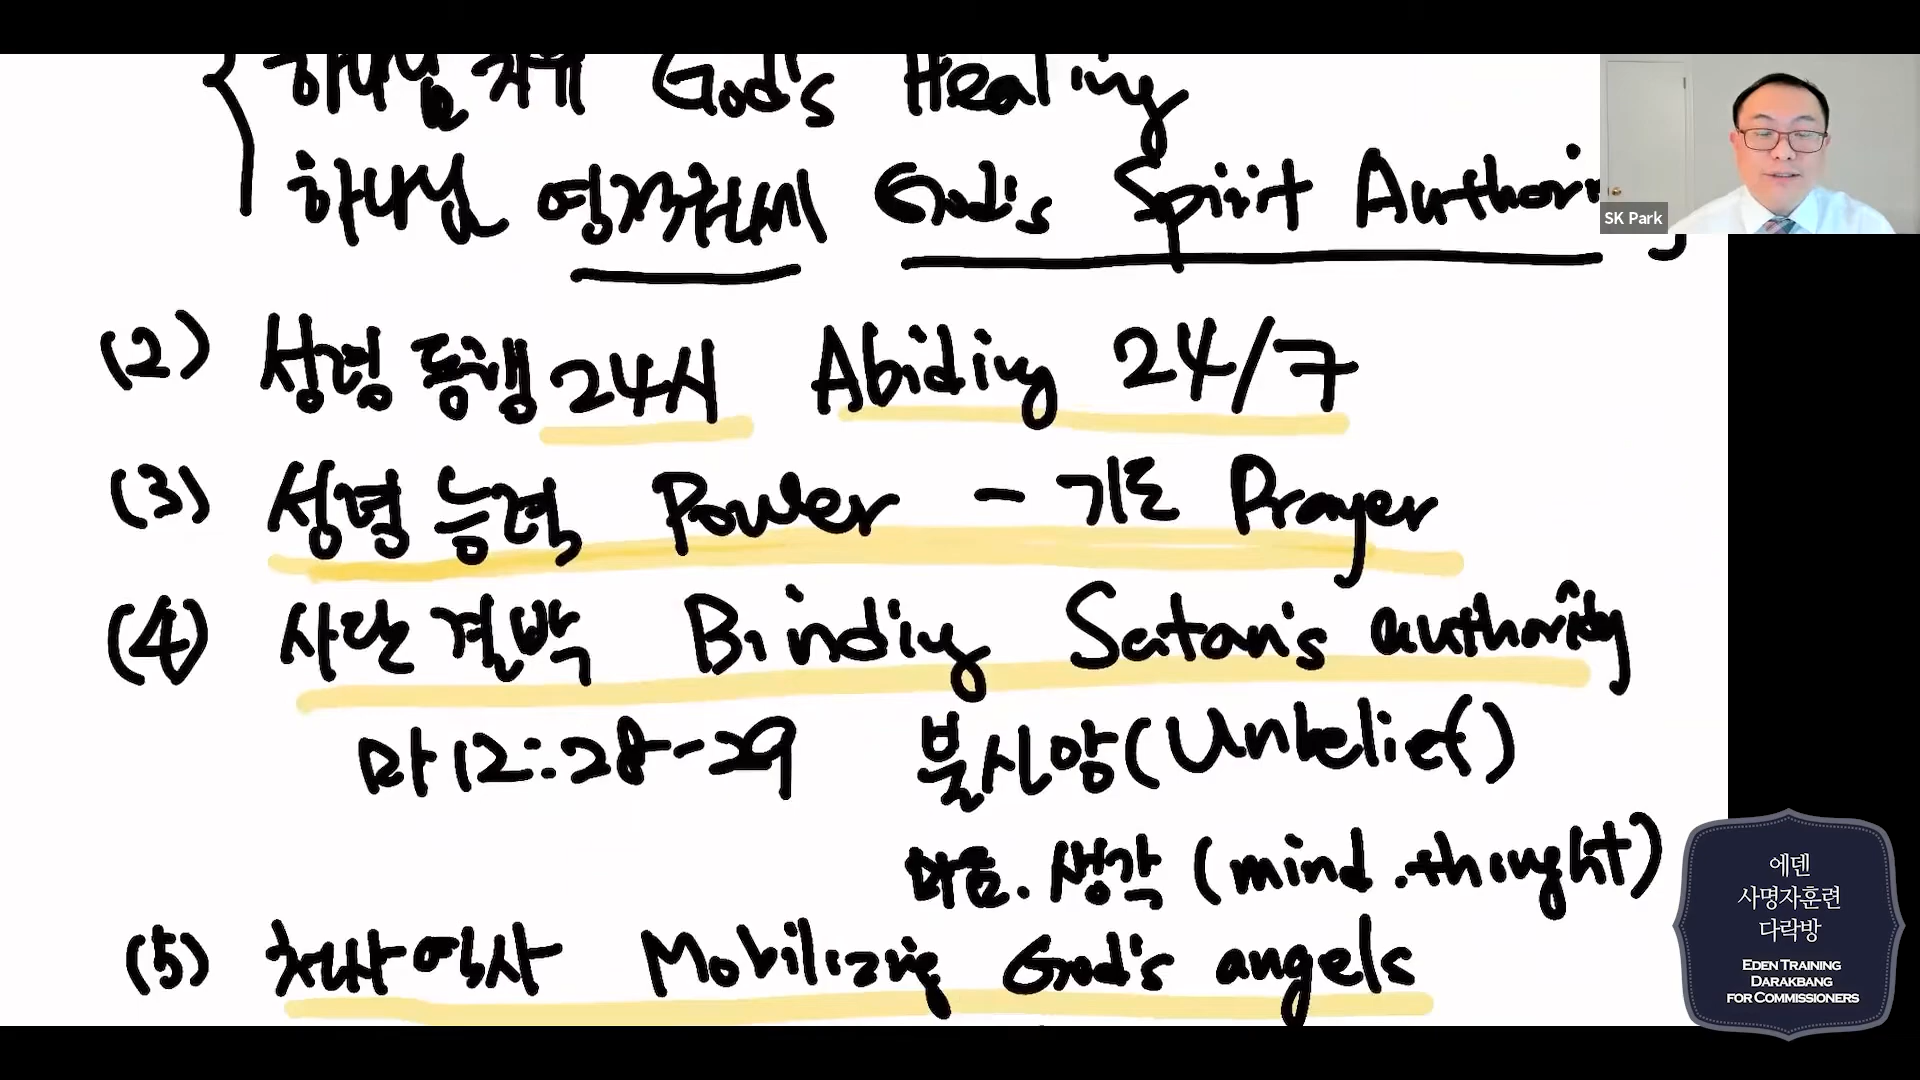 하나님 치유 God's Healing
하나님 영적권세 God's Spirit Authority
SK Park
(2) 성령 동행 24시 Abiding 24/7
(3) 성령 능력 Power - 기도 Prayer
(4) 사단결박 Binding Satan's authority
마 12:28-29 불신앙 (Unbelief)
마음. 생각 (mind. thought)
(5) 천사역사 Mobilizing God's angels
에덴
사명자훈련
다락방
EDEN TRAINING
DARAKBANG
FOR COMMISSIONERS